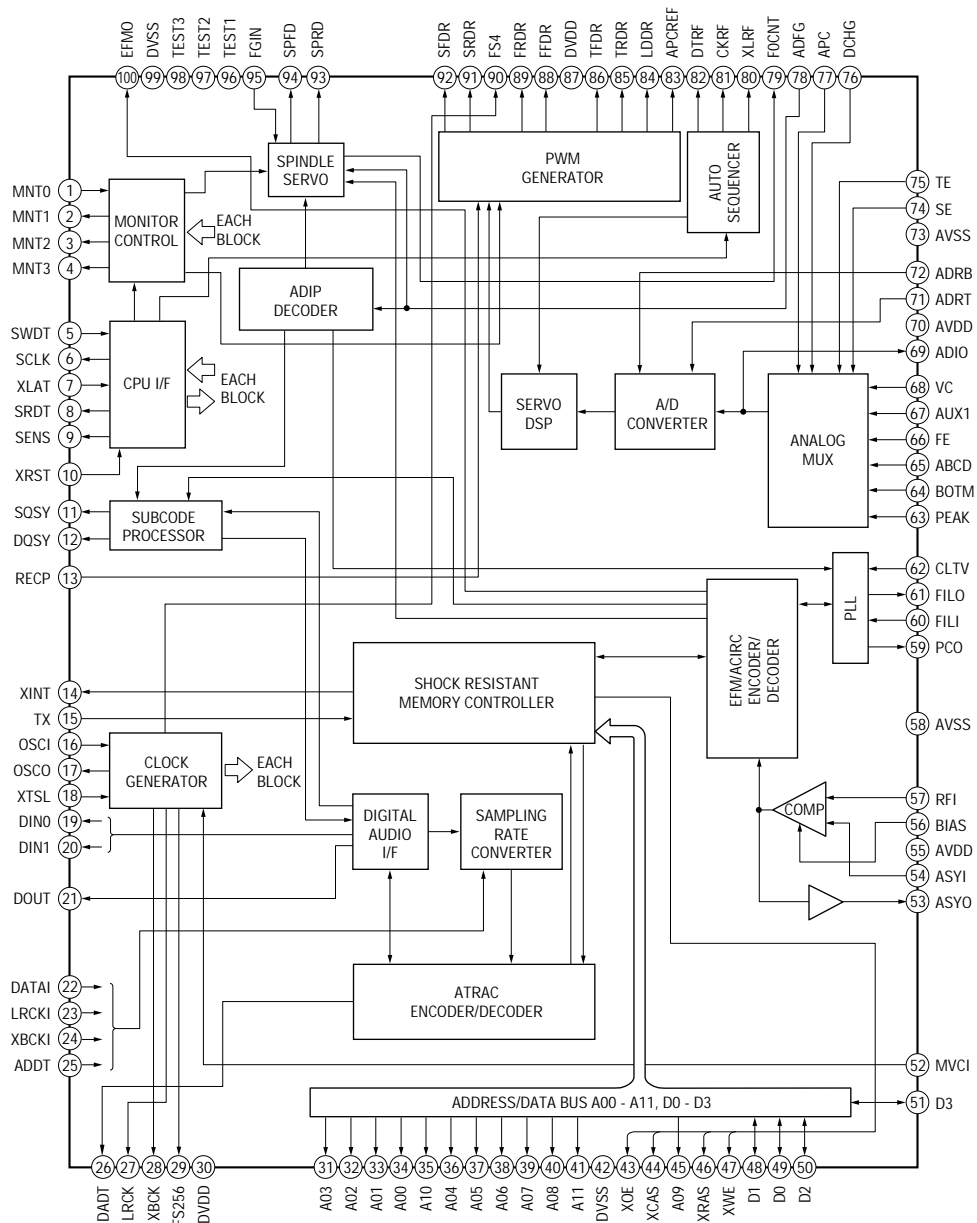 EFMO
DVSS
TEST3
TEST2
TEST1
FGIN
SPFD
SPRD
SFDR
SRDR
FS4
FRDR
FFDR
DVDD
TFDR
TRDR
LDDR
APCREF
DTRF
CKRF
XLRF
F0CNT
ADFG
APC
DCHG
100 99 98 97 96 95 94 93 92 91 90 89 88 87 86 85 84 83 82 81 80 79 78 77 76
MNT0 1
MNT1 2
MNT2 3
MNT3 4
SWDT 5
SCLK 6
XLAT 7
SRDT 8
SENS 9
XRST 10
SQSY 11
DQSY 12
RECP 13
XINT 14
TX 15
OSCI 16
OSCO 17
XTSL 18
DIN0 19
DIN1 20
DOUT 21
DATAI 22
LRCKI 23
XBCKI 24
ADDT 25
MONITOR
CONTROL
EACH
BLOCK
SPINDLE
SERVO
PWM
GENERATOR
AUTO
SEQUENCER
ADIP
DECODER
CPU I/F
EACH
BLOCK
SERVO
DSP
A/D
CONVERTER
ANALOG
MUX
SUBCODE
PROCESSOR
EFM/ACIRC
ENCODER/
DECODER
PLL
SHOCK RESISTANT
MEMORY CONTROLLER
CLOCK
GENERATOR
EACH
BLOCK
DIGITAL
AUDIO
I/F
SAMPLING
RATE
CONVERTER
COMP
ATRAC
ENCODER/DECODER
ADDRESS/DATA BUS A00 - A11, D0 - D3
75 TE
74 SE
73 AVSS
72 ADRB
71 ADRT
70 AVDD
69 ADIO
68 VC
67 AUX1
66 FE
65 ABCD
64 BOTM
63 PEAK
62 CLTV
61 FILO
60 FILI
59 PCO
58 AVSS
57 RFI
56 BIAS
55 AVDD
54 ASYI
53 ASYO
52 MVCI
51 D3
26 27 28 29 30 31 32 33 34 35 36 37 38 39 40 41 42 43 44 45 46 47 48 49 50
DADT
LRCK
XBCK
FS256
DVDD
A03
A02
A01
A00
A10
A04
A05
A06
A07
A08
A11
DVSS
XOE
XCAS
A09
XRAS
XWE
D1
D0
D2